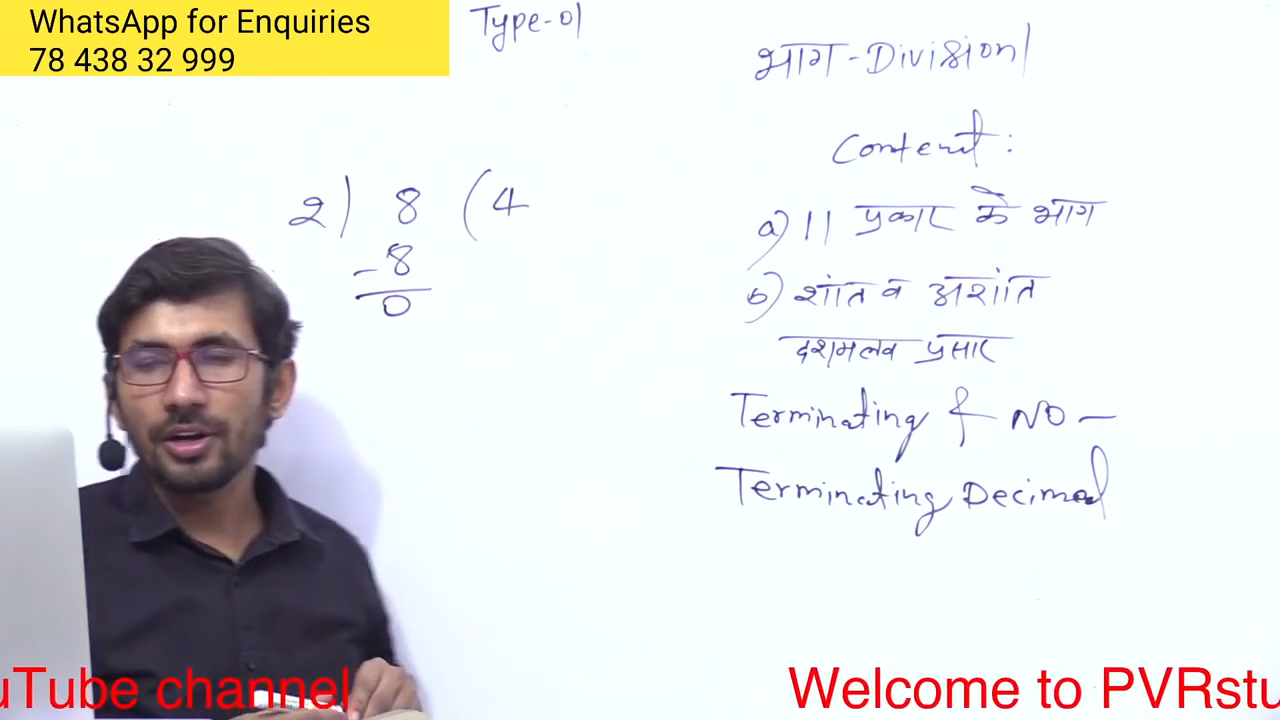 WhatsApp for Enquiries
78 438 32 999
Type-01
भाग-Division
Content:
a) 11 प्रकार के भाग
b) शांत व अशांत
दशमलव प्रसार
Terminating & NO-
Terminating Decimal
2) 8 (4
-8
0
uTube channel
Welcome to PVRstu